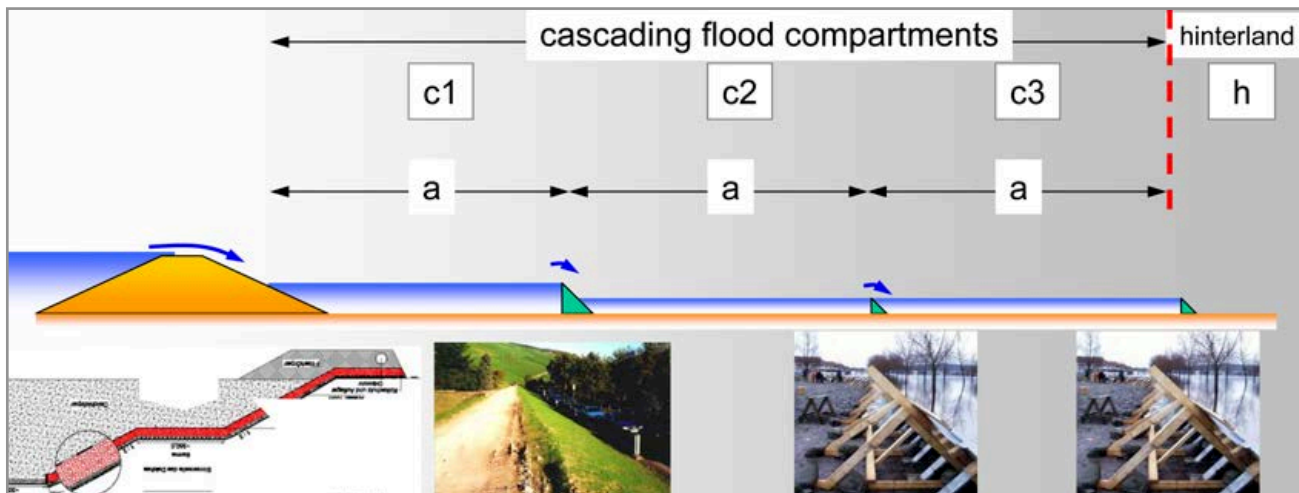 cascading flood compartments
hinterland
c1
c2
c3
h
a
a
a